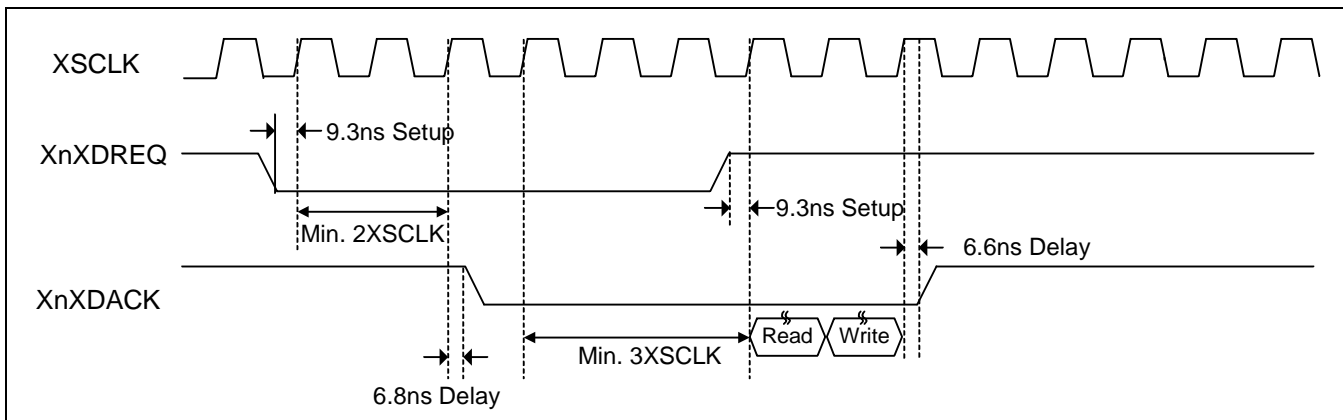 XSCLK
9.3ns Setup
XnXDREQ
9.3ns Setup
Min. 2XSCLK
6.6ns Delay
XnXDACK
Read
Write
Min. 3XSCLK
6.8ns Delay